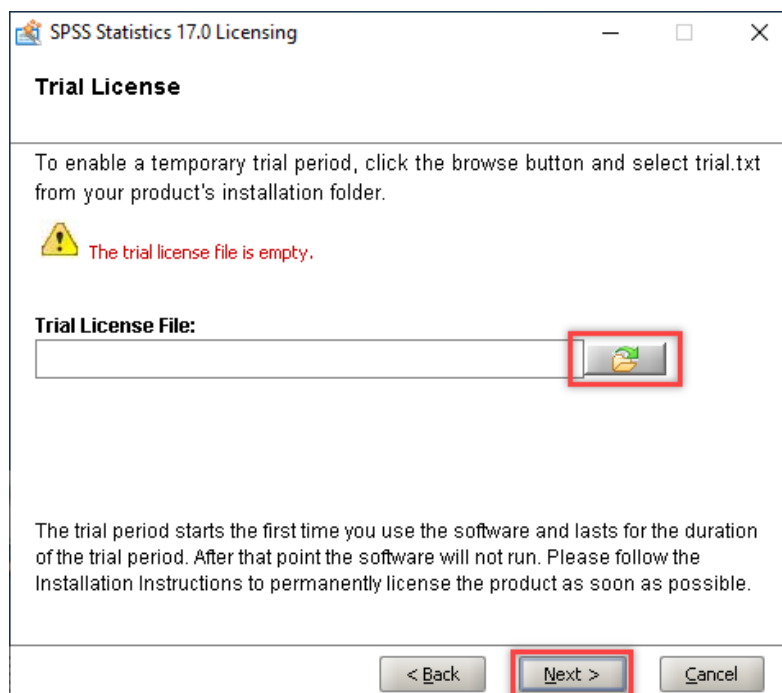 SPSS Statistics 17.0 Licensing
Trial License
To enable a temporary trial period, click the browse button and select trial.txt
from your product's installation folder.
The trial license file is empty.
Trial License File:
The trial period starts the first time you use the software and lasts for the duration
of the trial period. After that point the software will not run. Please follow the
Installation Instructions to permanently license the product as soon as possible.
< Back
Next >
Cancel